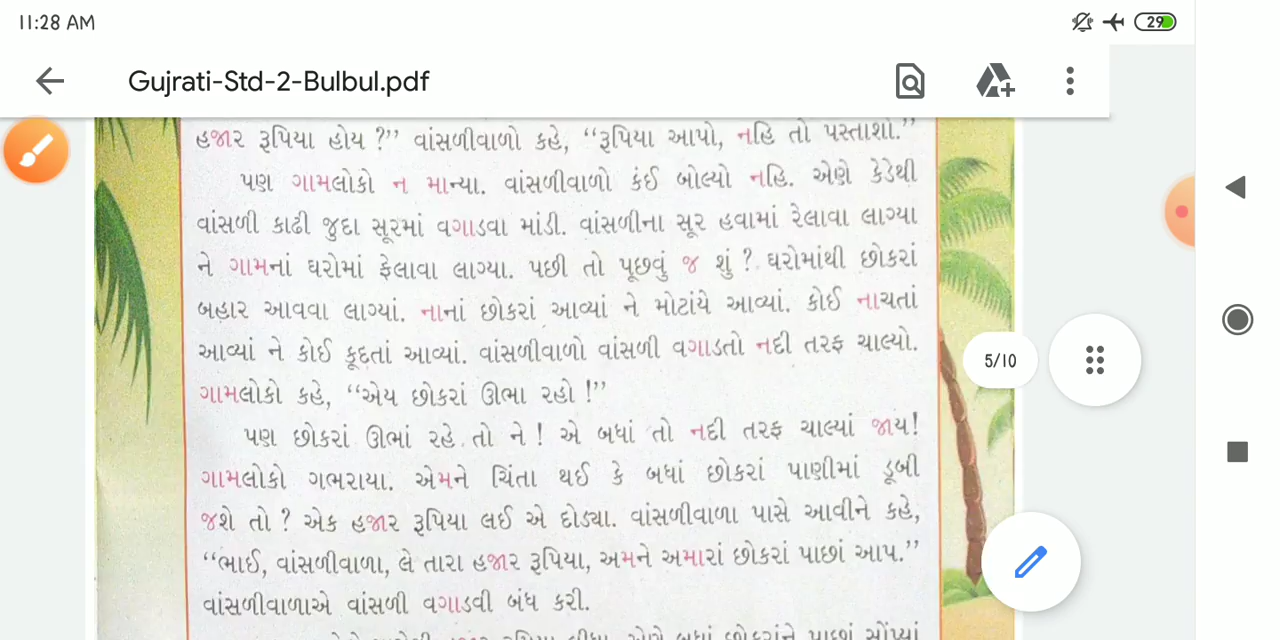 11:28 AM
29
Gujrati-Std-2-Bulbul.pdf
હજાર રૂપિયા હોય ?” વાંસળીવાળો કહે, “રૂપિયા આપો, નહિ તો પસ્તાશો.”
પણ ગામલોકો ન માન્યા. વાંસળીવાળો કંઈ બોલ્યો નહિ. એણે કેડેથી
વાંસળી કાઢી જુદા સૂરમાં વગાડવા માંડી. વાંસળીના સૂર હવામાં રેલાવા લાગ્યા
ને ગામનાં ઘરોમાં ફેલાવા લાગ્યા. પછી તો પૂછવું જ શું ? ઘરોમાંથી છોકરાં
બહાર આવવા લાગ્યાં. નાનાં છોકરાં આવ્યાં ને મોટાંયે આવ્યાં. કોઈ નાચતાં
આવ્યાં ને કોઈ કૂદતાં આવ્યાં. વાંસળીવાળો વાંસળી વગાડતો નદી તરફ ચાલ્યો.
5/10
ગામલોકો કહે, “એય છોકરાં ઊભા રહો !”
પણ છોકરાં ઊભાં રહે તો ને ! એ બધાં તો નદી તરફ ચાલ્યાં જાય!
ગામલોકો ગભરાયા. એમને ચિંતા થઈ કે બધાં છોકરાં પાણીમાં ડૂબી
જશે તો ? એક હજાર રૂપિયા લઈ એ દોડ્યા. વાંસળીવાળા પાસે આવીને કહે,
“ભાઈ, વાંસળીવાળા, લે તારા હજાર રૂપિયા, અમને અમારાં છોકરાં પાછાં આપ.”
વાંસળીવાળાએ વાંસળી વગાડવી બંધ કરી.
હજાર રૂપિયા લીધા. એણે બધાં છોકરાંને પાછાં સોંપ્યાં